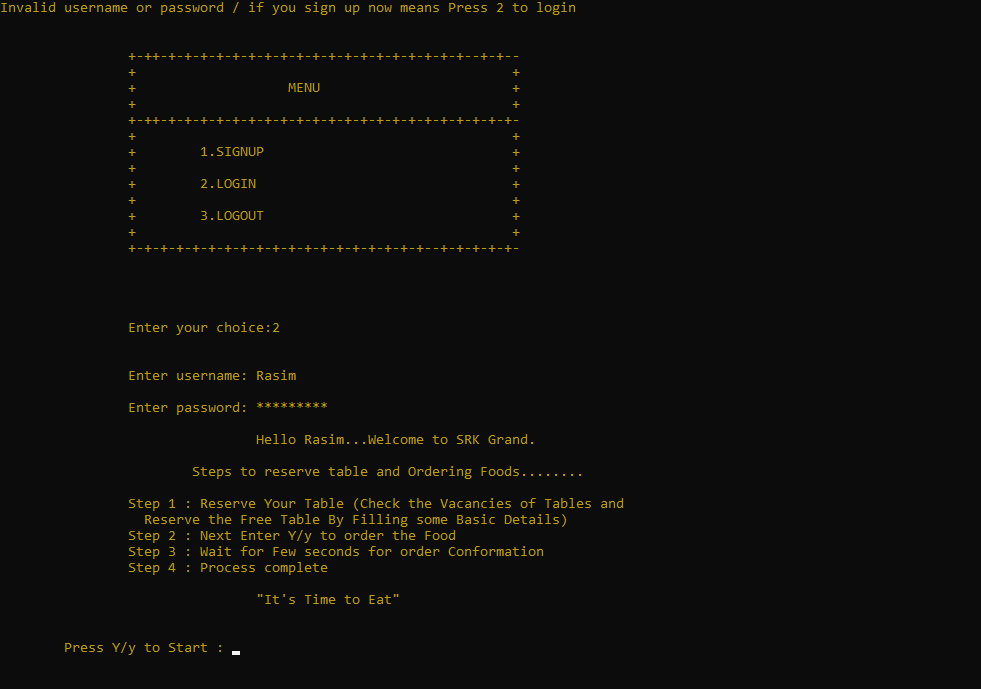 Invalid username or password / if you sign up now means Press 2 to login
+-++-+-+-+-+-+-+-+-+-+-+-+-+-+-+-+-+-+-+-+--+-+--
+ +
+ MENU +
+ +
+-++-+-+-+-+-+-+-+-+-+-+-+-+-+-+-+-+-+-+-+-+-+-+-
+ +
+ 1.SIGNUP +
+ +
+ 2.LOGIN +
+ +
+ 3.LOGOUT +
+ +
+-+-+-+-+-+-+-+-+-+-+-+-+-+-+-+-+-+-+--+-+-+-+-+-
Enter your choice:2
Enter username: Rasim
Enter password: *********
Hello Rasim...Welcome to SRK Grand.
Steps to reserve table and Ordering Foods........
Step 1 : Reserve Your Table (Check the Vacancies of Tables and
Reserve the Free Table By Filling some Basic Details)
Step 2 : Next Enter Y/y to order the Food
Step 3 : Wait for Few seconds for order Conformation
Step 4 : Process complete
"It's Time to Eat"
Press Y/y to Start :